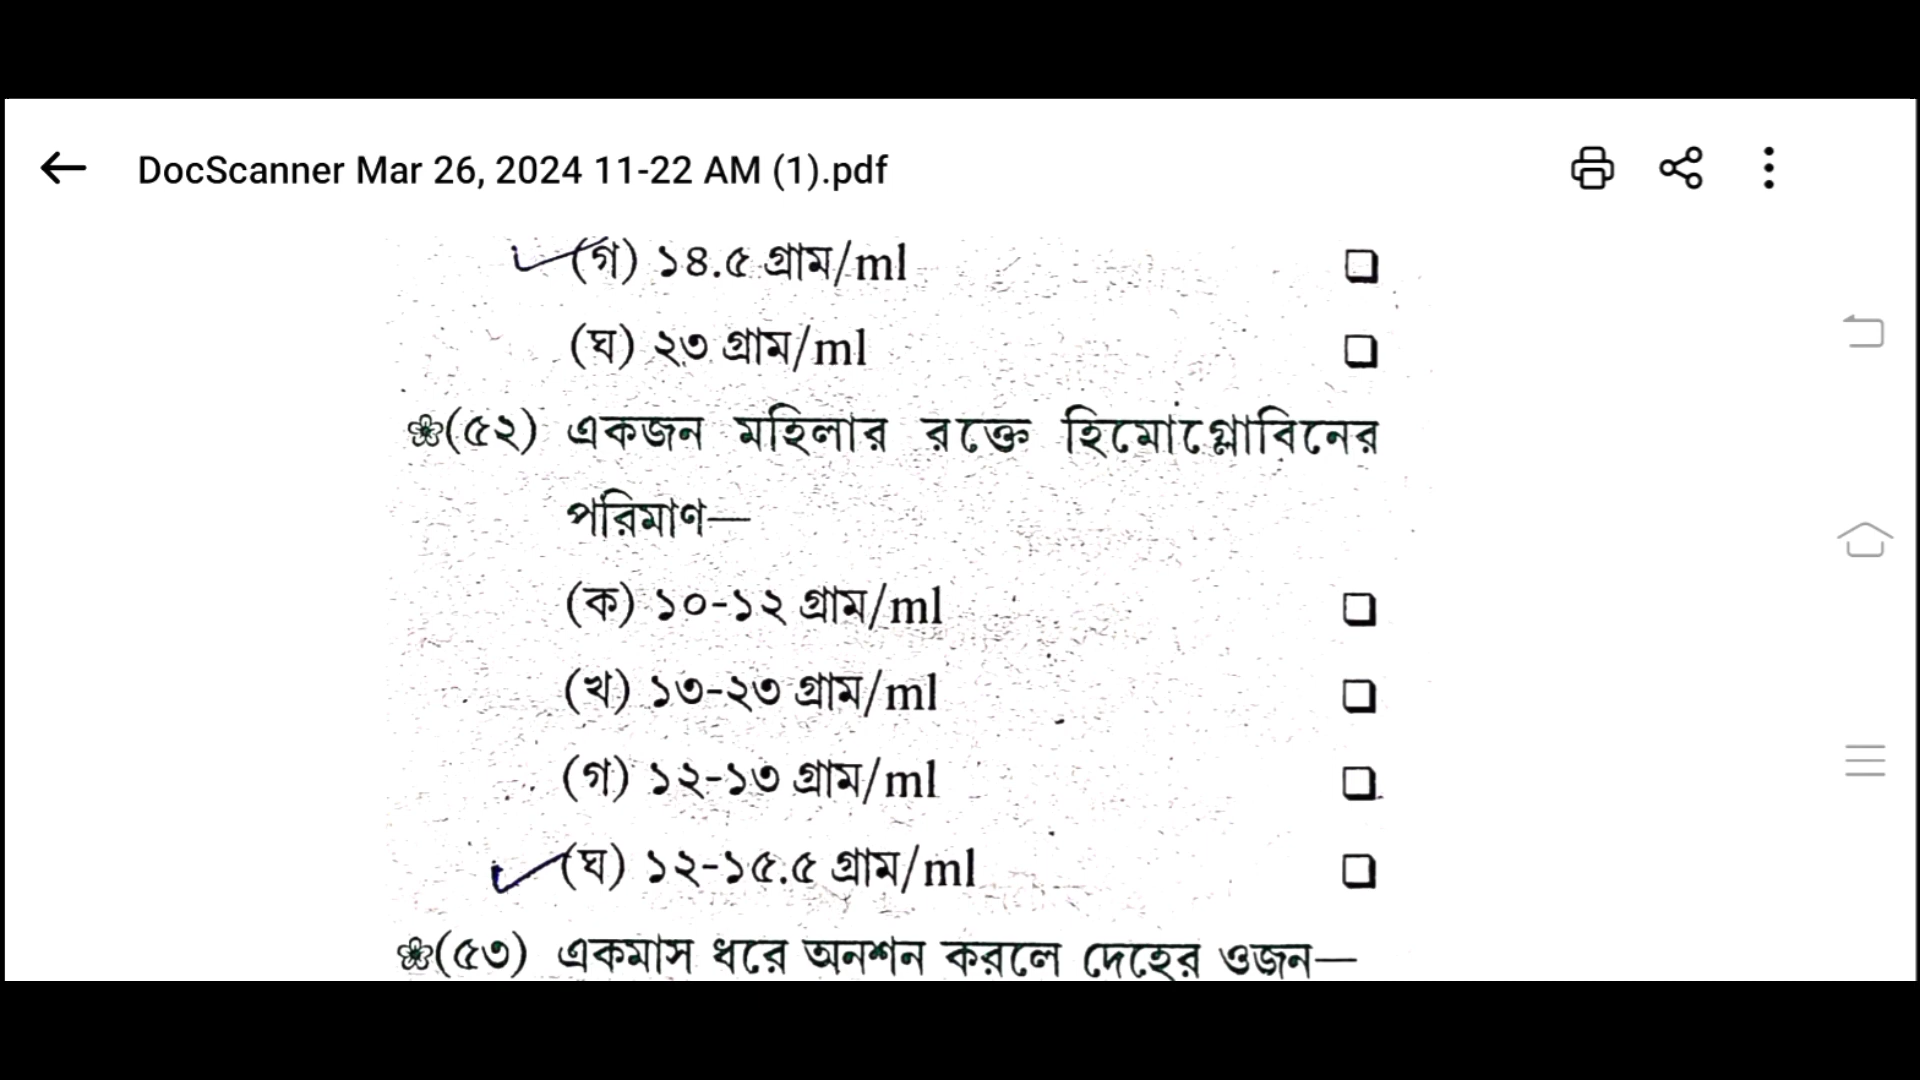 DocScanner Mar 26, 2024 11-22 AM (1).pdf
(গ) ১৪.৫ গ্রাম/ml
(ঘ) ২৩ গ্রাম/ml
(৫২) একজন মহিলার রক্তে হিমোগ্লোবিনের
পরিমাণ—
(ক) ১০-১২ গ্রাম/ml
(খ) ১৩-২৩ গ্রাম/ml
(গ) ১২-১৩ গ্রাম/ml
(ঘ) ১২-১৫.৫ গ্রাম/ml
(৫৩) একমাস ধরে অনশন করলে দেহের ওজন—